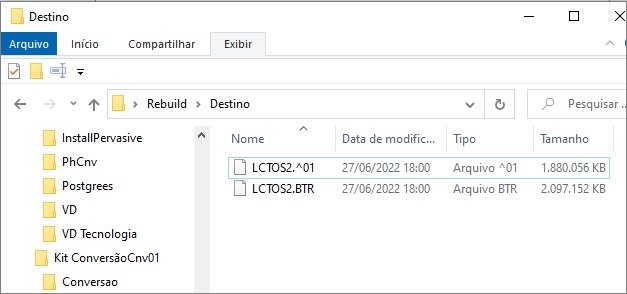 Destino
Arquivo Início Compartilhar Exibir
Rebuild Destino Pesquisar ...
InstallPervasive
PhCnv
Postgrees
VD
VD Tecnologia
Kit ConversãoCnv01
Conversao
Nome Data de modific... Tipo Tamanho
LCTOS2.^01 27/06/2022 18:00 Arquivo ^01 1.880.056 KB
LCTOS2.BTR 27/06/2022 18:00 Arquivo BTR 2.097.152 KB